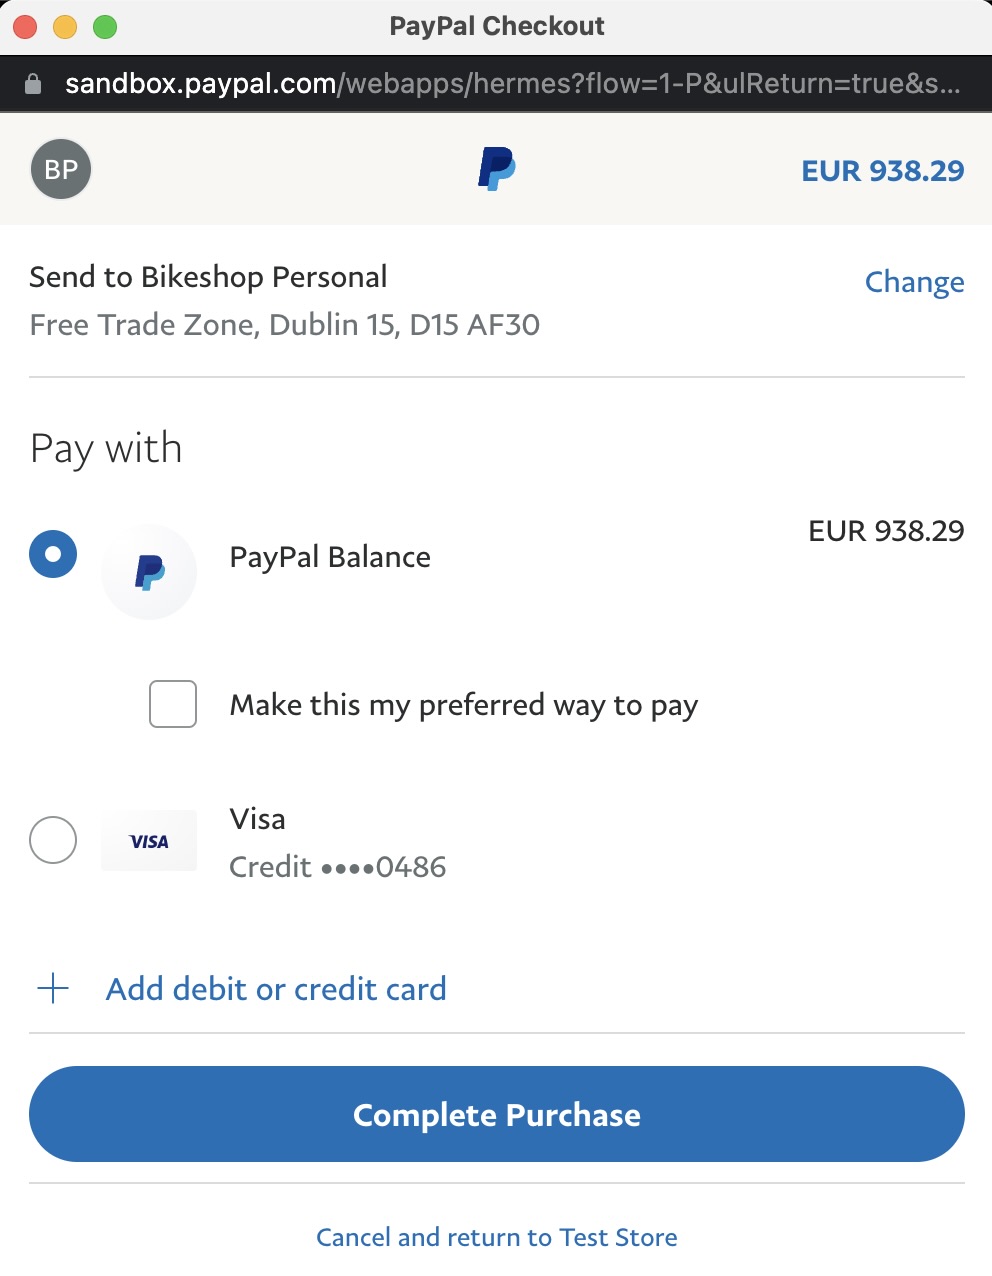 PayPal Checkout
sandbox.paypal.com/webapps/hermes?flow=1-P&ulReturn=true&s...
BP
EUR 938.29
Send to Bikeshop Personal
Change
Free Trade Zone, Dublin 15, D15 AF30
Pay with
PayPal Balance
EUR 938.29
Make this my preferred way to pay
VISA
Visa
Credit ••••0486
Add debit or credit card
Complete Purchase
Cancel and return to Test Store